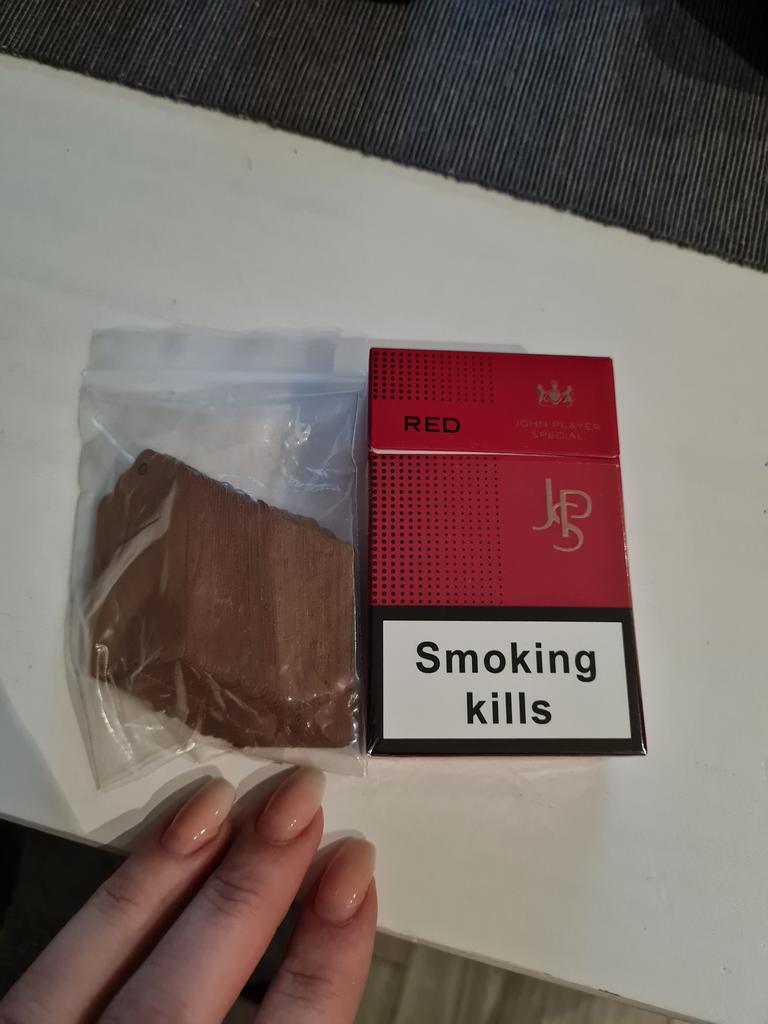 RED
JOHN PLAYER
SPECIAL
JPS
Smoking
kills